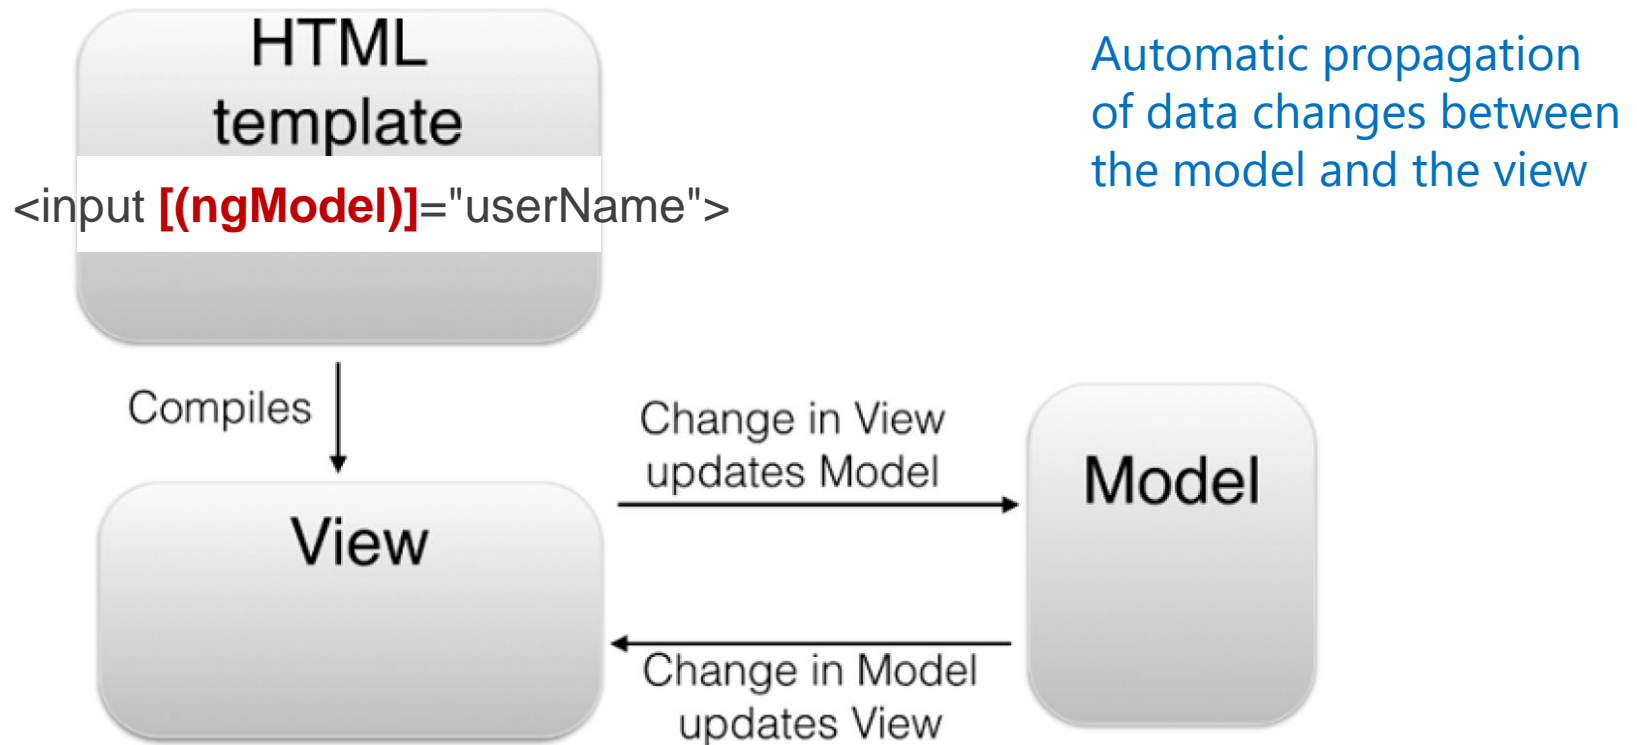 HTML
template
<input [(ngModel)]="userName">
Automatic propagation
of data changes between
the model and the view
Compiles
Change in View
updates Model
Model
View
Change in Model
updates View